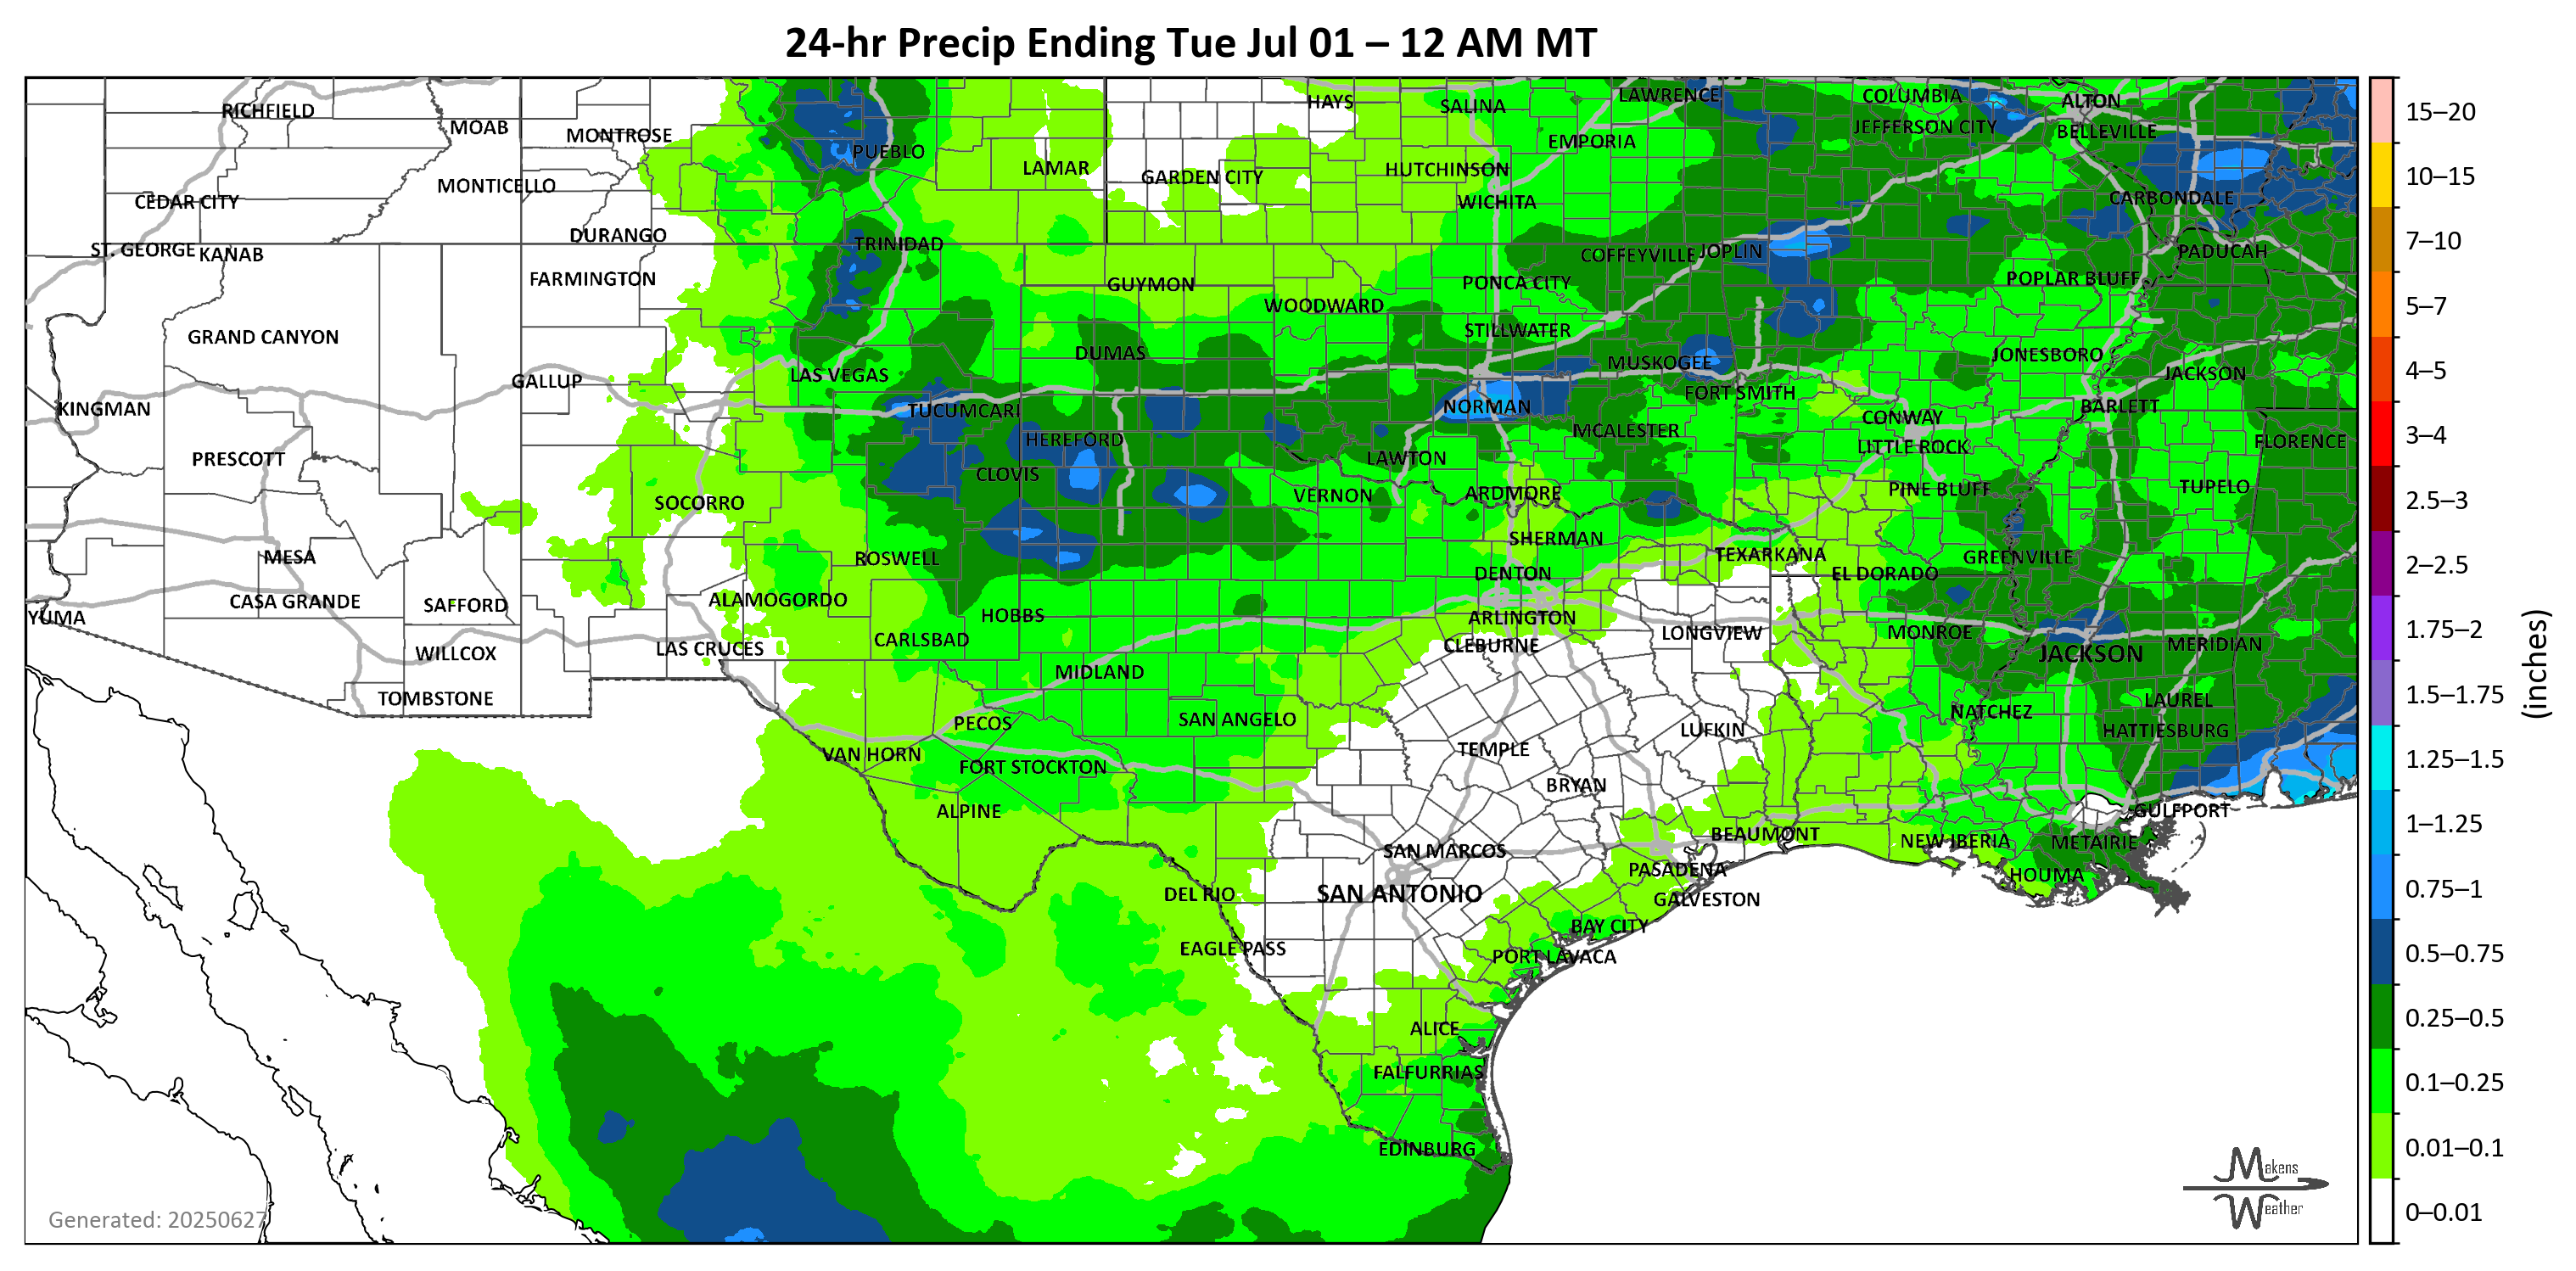 24-hr Precip Ending Tue Jul 01 – 12 AM MT
RICHFIELD
MOAB
MONTROSE
PUEBLO
LAMAR
HAYS
SALINA
LAWRENCE
COLUMBIA
ALTON
EMPORIA
JEFFERSON CITY
BELLEVILLE
CEDAR CITY
MONTICELLO
GARDEN CITY
HUTCHINSON
WICHITA
CARBONDALE
ST. GEORGE
KANAB
DURANGO
TRINIDAD
COFFEYVILLE
JOPLIN
PADUCAH
FARMINGTON
GUYMON
WOODWARD
PONCA CITY
POPLAR BLUFF
GRAND CANYON
DUMAS
STILLWATER
MUSKOGEE
JONESBORO
JACKSON
KINGMAN
GALLUP
LAS VEGAS
TUCUMCARI
NORMAN
FORT SMITH
CONWAY
BARLETT
PRESCOTT
HEREFORD
CLOVIS
LAWTON
MCALESTER
LITTLE ROCK
FLORENCE
SOCORRO
VERNON
ARDMORE
PINE BLUFF
TUPELO
MESA
ROSWELL
SHERMAN
TEXARKANA
GREENVILLE
DENTON
EL DORADO
YUMA
CASA GRANDE
SAFFORD
ALAMOGORDO
HOBBS
ARLINGTON
WILLCOX
LAS CRUCES
CARLSBAD
CLEBURNE
LONGVIEW
MONROE
JACKSON
MERIDIAN
TOMBSTONE
MIDLAND
PECOS
SAN ANGELO
LUFKIN
NATCHEZ
LAUREL
HATTIESBURG
VAN HORN
FORT STOCKTON
TEMPLE
BRYAN
ALPINE
GULFPORT
SAN MARCOS
BEAUMONT
NEW IBERIA
METAIRIE
DEL RIO
SAN ANTONIO
PASADENA
GALVESTON
HOUMA
EAGLE PASS
BAY CITY
PORT LAVACA
ALICE
FALFURRIAS
EDINBURG
Generated: 20250627
Makens
Weather
15–20
10–15
7–10
5–7
4–5
3–4
2.5–3
2–2.5
1.75–2
1.5–1.75
1.25–1.5
1–1.25
0.75–1
0.5–0.75
0.25–0.5
0.1–0.25
0.01–0.1
0–0.01
(inches)